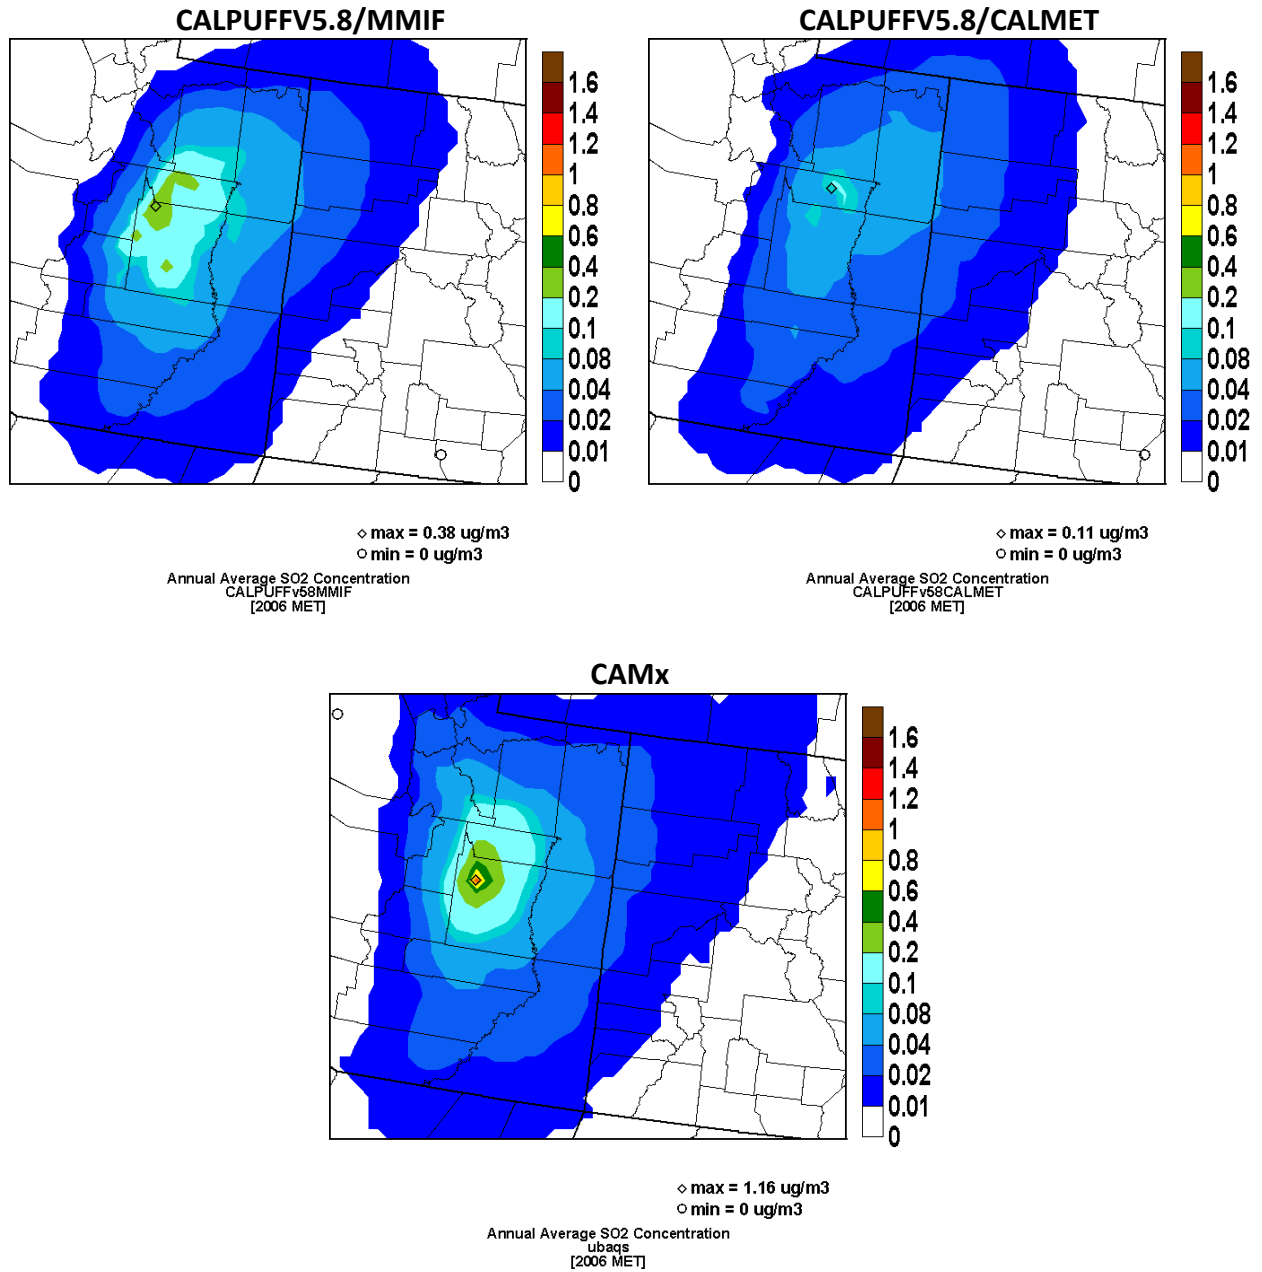 CALPUFFV5.8/MMIF
1.6
1.4
1.2
1
0.8
0.6
0.4
0.2
0.1
0.08
0.04
0.02
0.01
0
max = 0.38 ug/m3
min = 0 ug/m3
Annual Average SO2 Concentration
CALPUFFv58MMIF
[2006 MET]
CALPUFFV5.8/CALMET
1.6
1.4
1.2
1
0.8
0.6
0.4
0.2
0.1
0.08
0.04
0.02
0.01
0
max = 0.11 ug/m3
min = 0 ug/m3
Annual Average SO2 Concentration
CALPUFFv58CALMET
[2006 MET]
CAMx
1.6
1.4
1.2
1
0.8
0.6
0.4
0.2
0.1
0.08
0.04
0.02
0.01
0
max = 1.16 ug/m3
min = 0 ug/m3
Annual Average SO2 Concentration
ubaqs
[2006 MET]